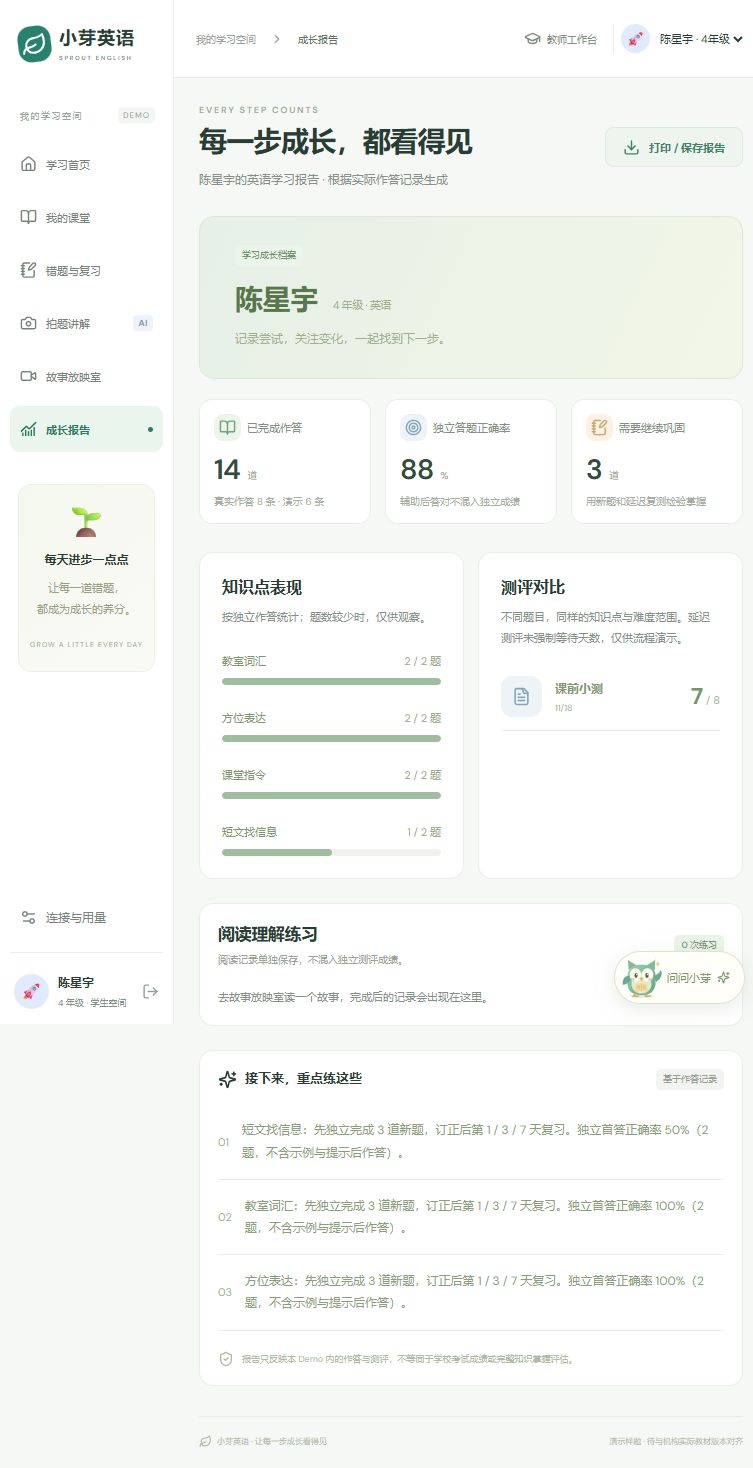 小芽英语
SPROUT ENGLISH
我的学习空间
DEMO
学习首页
我的课堂
错题与复习
拍题讲解
AI
故事放映室
成长报告
每天进步一点点
让每一道错题，
都成为成长的养分。
GROW A LITTLE EVERY DAY
连接与用量
陈星宇
4 年级 · 学生空间
我的学习空间
成长报告
教师工作台
陈星宇 · 4年级
EVERY STEP COUNTS
每一步成长，都看得见
陈星宇的英语学习报告 · 根据实际作答记录生成
打印 / 保存报告
学习成长档案
陈星宇 4 年级 · 英语
记录尝试，关注变化，一起找到下一步。
已完成作答
14 道
真实作答 8 条 · 演示 6 条
独立答题正确率
88 %
辅助后答对不混入独立成绩
需要继续巩固
3 道
用新题和延迟复测检验掌握
知识点表现
按独立作答统计；题数较少时，仅供观察。
教室词汇 2 / 2 题
方位表达 2 / 2 题
课堂指令 2 / 2 题
短文找信息 1 / 2 题
测评对比
不同题目，同样的知识点与难度范围。延迟
测评未强制等待天数，仅供流程演示。
课前小测
11/18
7 / 8
阅读理解练习
阅读记录单独保存，不混入独立测评成绩。
0 次练习
去故事放映室读一个故事，完成后的记录会出现在这里。
问问小芽
接下来，重点练这些
基于作答记录
01 短文找信息：先独立完成 3 道新题，订正后第 1 / 3 / 7 天复习。独立首答正确率 50%（2
题，不含示例与提示后作答）。
02 教室词汇：先独立完成 3 道新题，订正后第 1 / 3 / 7 天复习。独立首答正确率 100%（2
题，不含示例与提示后作答）。
03 方位表达：先独立完成 3 道新题，订正后第 1 / 3 / 7 天复习。独立首答正确率 100%（2
题，不含示例与提示后作答）。
报告只反映本 Demo 内的作答与测评，不等同于学校考试成绩或完整知识掌握评估。
小芽英语 · 让每一步成长看得见
演示样题 · 待与机构实际教材版本对齐